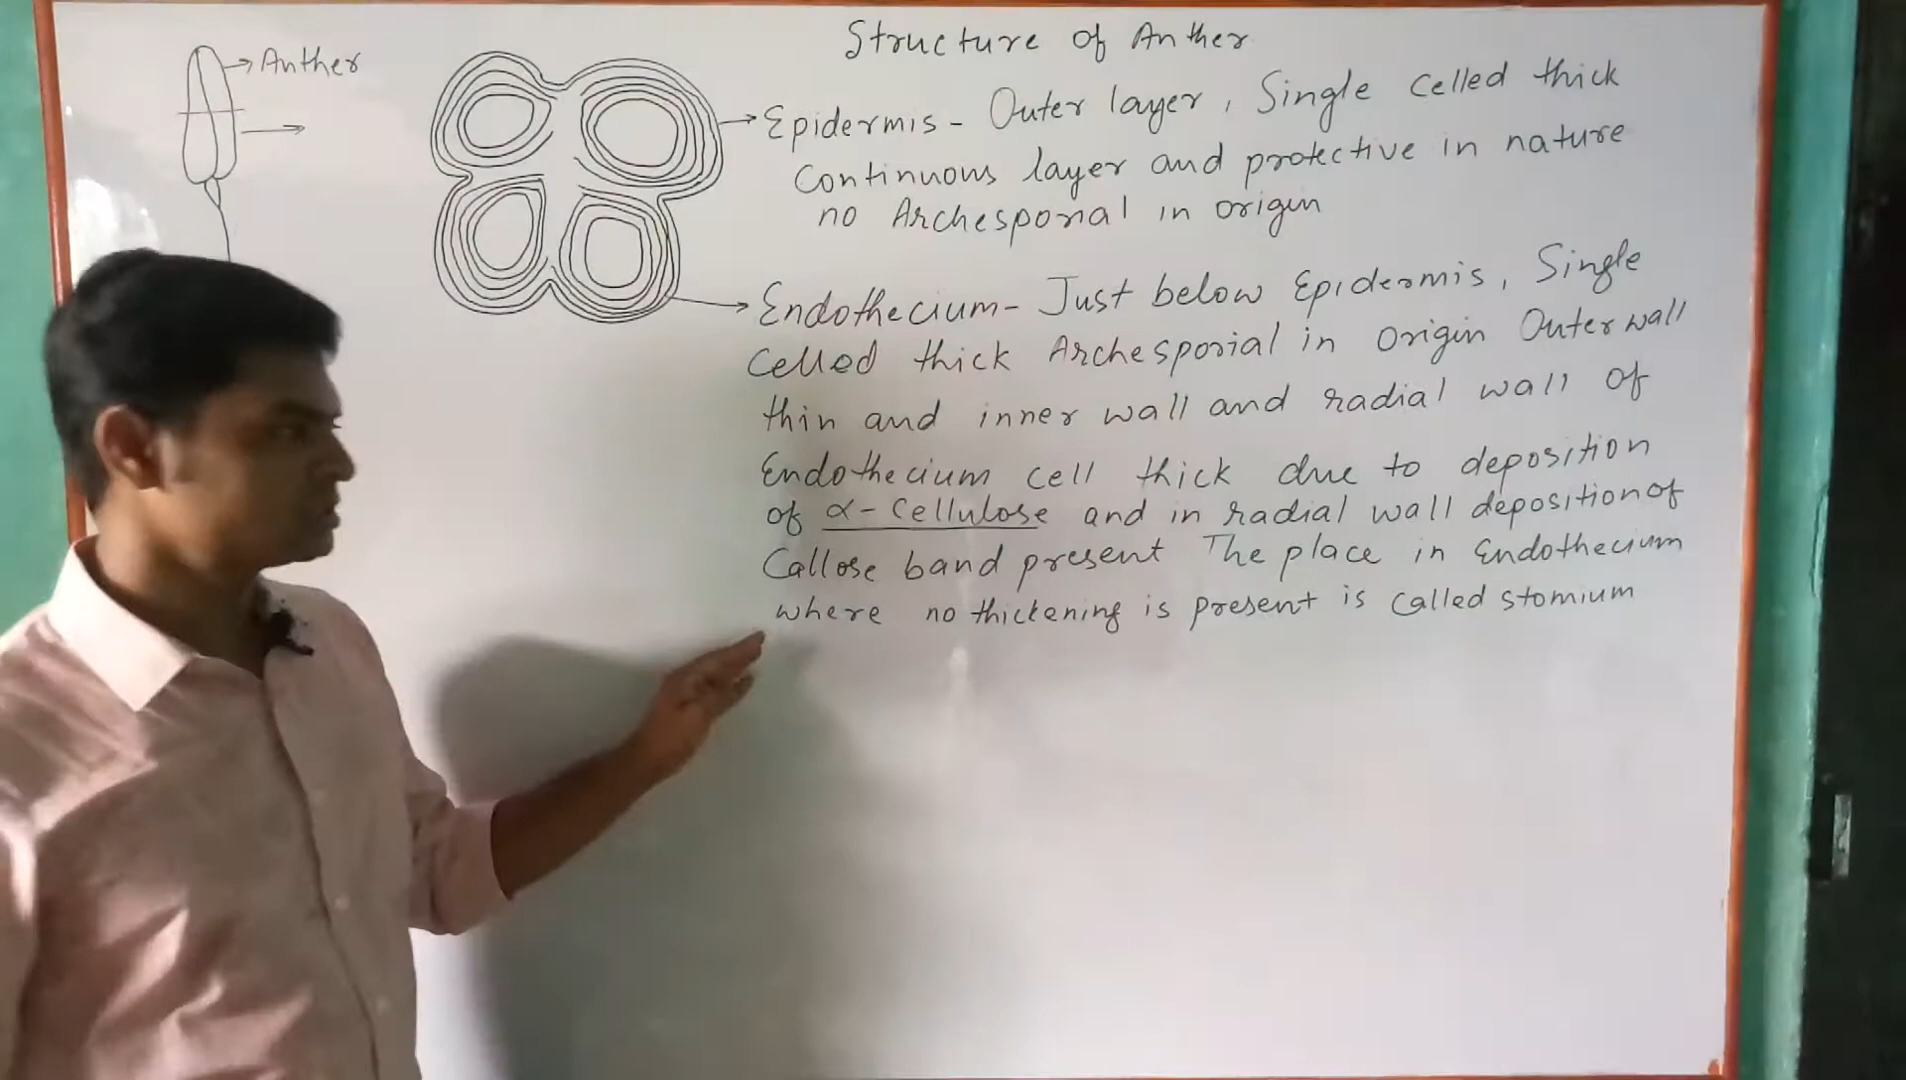 Structure of Anther
Anther
Epidermis - Outer layer, Single celled thick
Continuous layer and protective in nature
no Archesporial in origin
Endothecium - Just below Epidermis, Single
Celled thick Archesporial in Origin Outer wall
thin and inner wall and radial wall of
Endothecium cell thick due to deposition
of α-Cellulose and in radial wall deposition of
Callose band present The place in Endothecium
where no thickening is present is called stomium